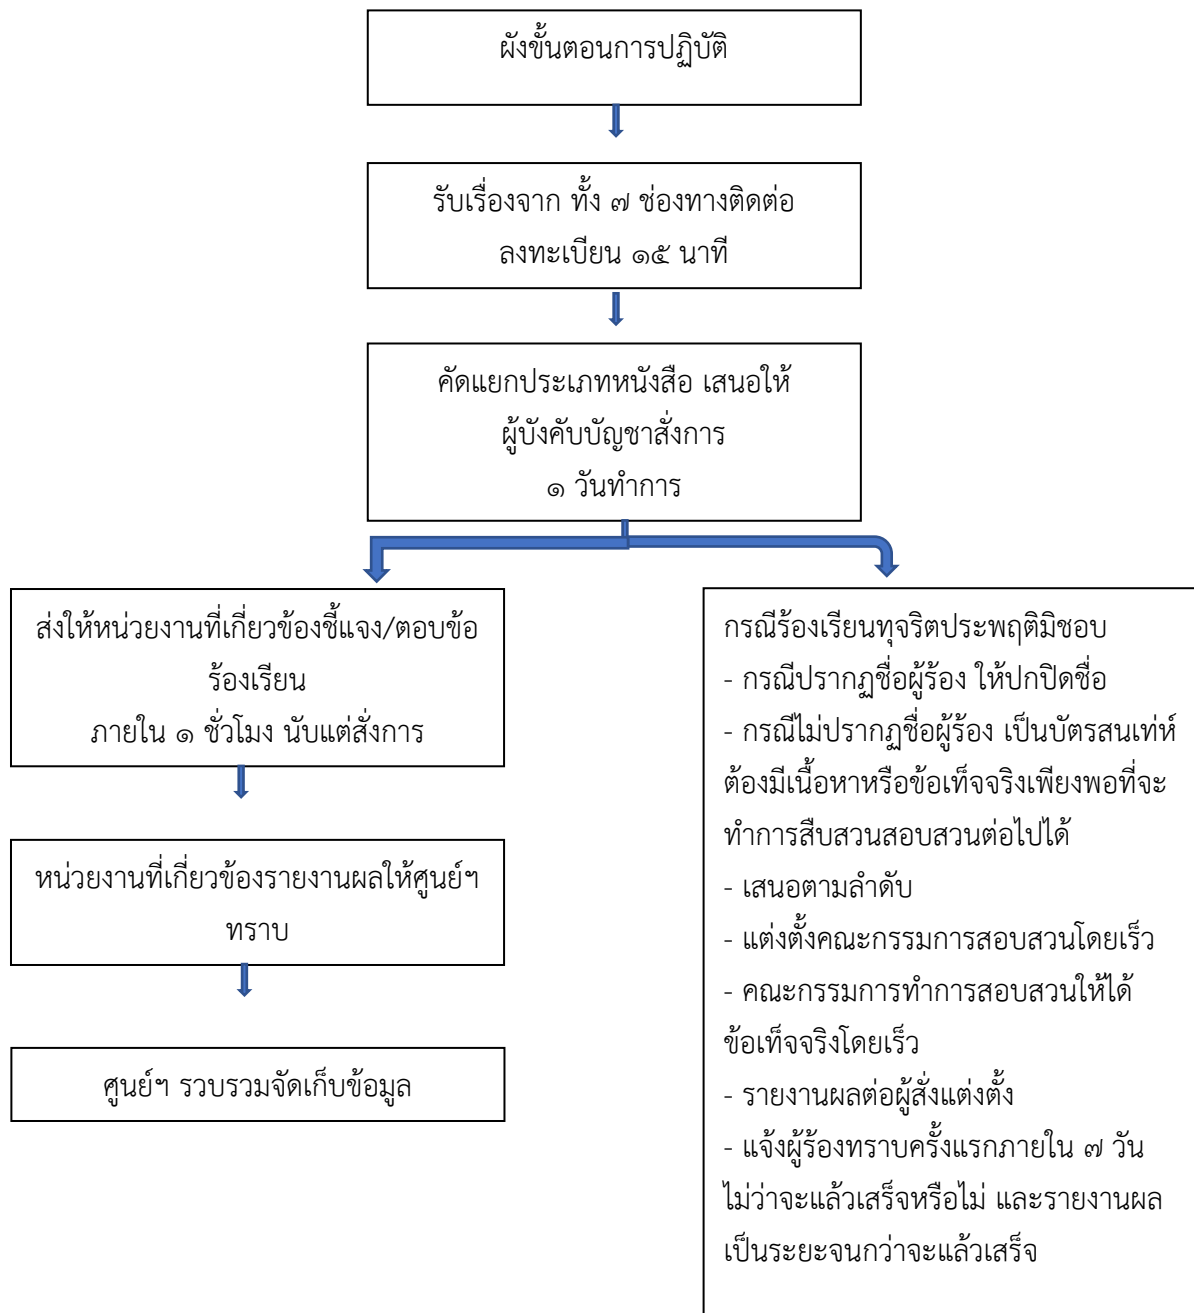 ผังขั้นตอนการปฏิบัติ
รับเรื่องจาก ทั้ง ๗ ช่องทางติดต่อ
ลงทะเบียน ๑๕ นาที
คัดแยกประเภทหนังสือ เสนอให้
ผู้บังคับบัญชาสั่งการ
๑ วันทำการ
ส่งให้หน่วยงานที่เกี่ยวข้องชี้แจง/ตอบข้อ
ร้องเรียน
ภายใน ๑ ชั่วโมง นับแต่สั่งการ
หน่วยงานที่เกี่ยวข้องรายงานผลให้ศูนย์ฯ
ทราบ
ศูนย์ฯ รวบรวมจัดเก็บข้อมูล
กรณีร้องเรียนทุจริตประพฤติมิชอบ
- กรณีปรากฏชื่อผู้ร้อง ให้ปกปิดชื่อ
- กรณีไม่ปรากฏชื่อผู้ร้อง เป็นบัตรสนเท่ห์
ต้องมีเนื้อหาหรือข้อเท็จจริงเพียงพอที่จะ
ทำการสืบสวนสอบสวนต่อไปได้
- เสนอตามลำดับ
- แต่งตั้งคณะกรรมการสอบสวนโดยเร็ว
- คณะกรรมการทำการสอบสวนให้ได้
ข้อเท็จจริงโดยเร็ว
- รายงานผลต่อผู้สั่งแต่งตั้ง
- แจ้งผู้ร้องทราบครั้งแรกภายใน ๗ วัน
ไม่ว่าจะแล้วเสร็จหรือไม่ และรายงานผล
เป็นระยะจนกว่าจะแล้วเสร็จ